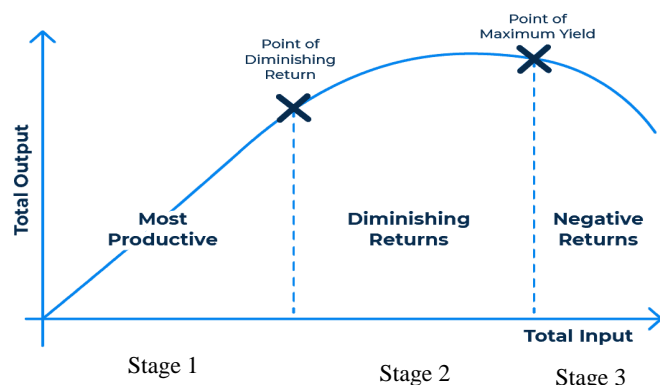 Point of
Maximum Yield
Point of
Diminishing
Return
Total Output
Most
Productive
Diminishing
Returns
Negative
Returns
Total Input
Stage 1
Stage 2
Stage 3